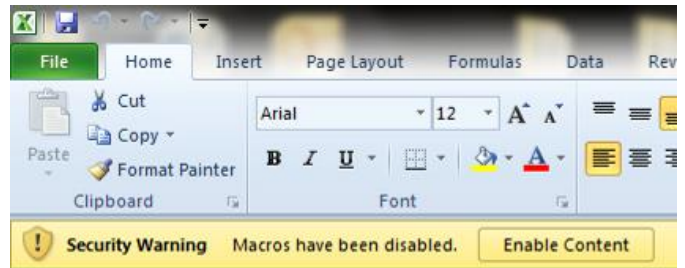 File Home Insert Page Layout Formulas Data Rev
Cut
Copy
Paste
Format Painter
Clipboard
Arial 12 A A
B I U A
Font
Security Warning Macros have been disabled. Enable Content